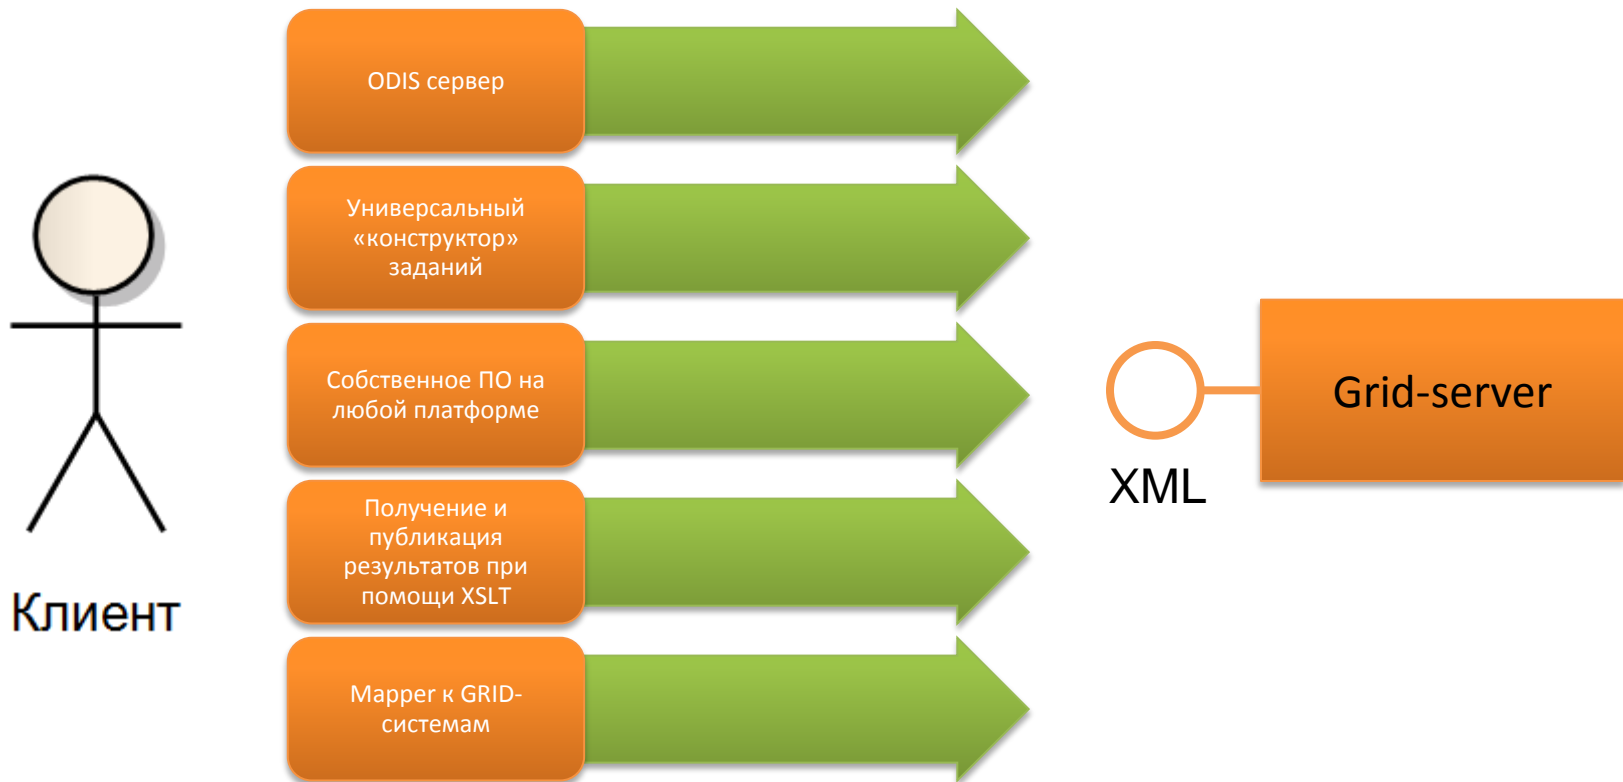 ODIS сервер
Универсальный
«конструктор»
заданий
Собственное ПО на
любой платформе
Получение и
публикация
результатов при
помощи XSLT
Mapper к GRID-
системам
Клиент
XML
Grid-server